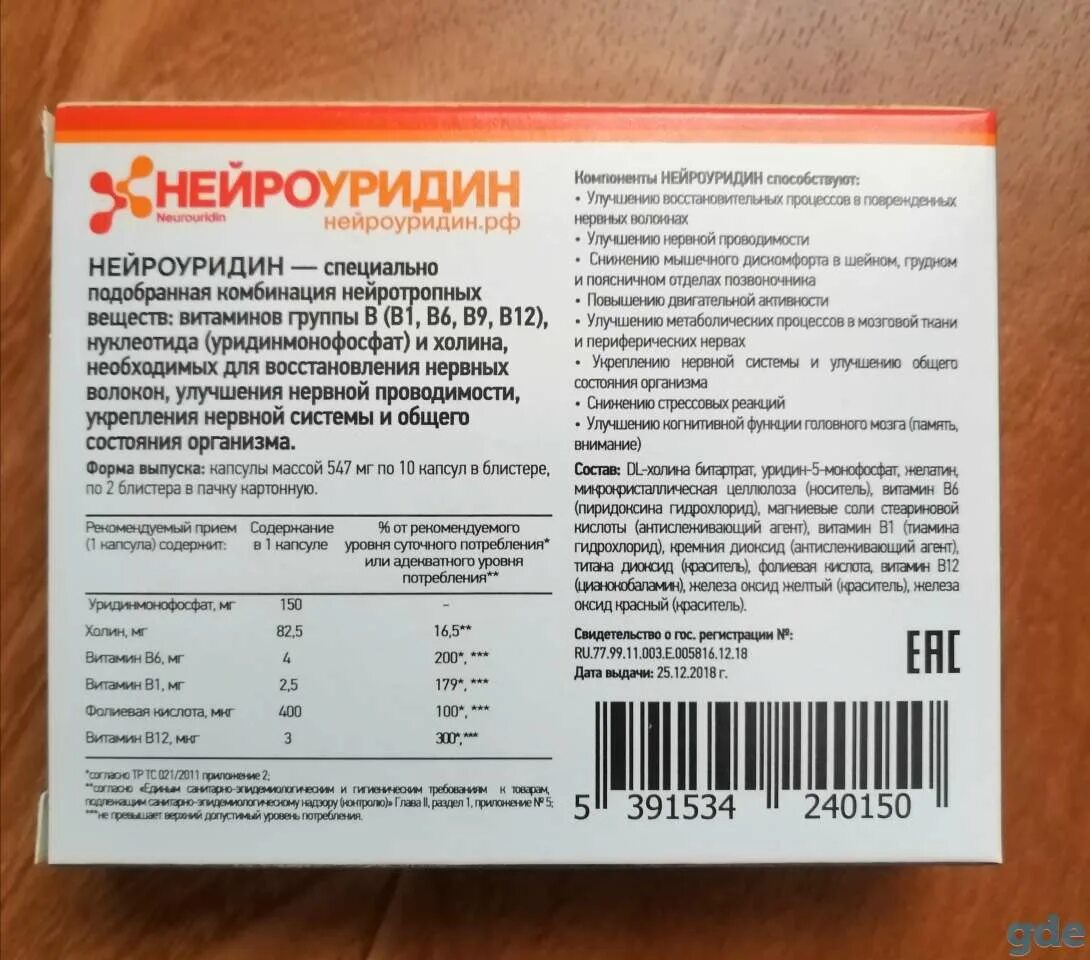 НЕЙРОУРИДИН
Neurouridin
нейроуридин.рф
НЕЙРОУРИДИН — специально
подобранная комбинация нейротропных
веществ: витаминов группы В (В1, В6, В9, В12),
нуклеотида (уридинмонофосфат) и холина,
необходимых для восстановления нервных
волокон, улучшения нервной проводимости,
укрепления нервной системы и общего
состояния организма.
Форма выпуска: капсулы массой 547 мг по 10 капсул в блистере,
по 2 блистера в пачку картонную.
Рекомендуемый прием Содержание % от рекомендуемого
(1 капсула) содержит: в 1 капсуле уровня суточного потребления*
или адекватного уровня
потребления**
Уридинмонофосфат, мг 150 –
Холин, мг 82,5 16,5**
Витамин В6, мг 4 200*, ***
Витамин В1, мг 2,5 179*, ***
Фолиевая кислота, мкг 400 100*, ***
Витамин В12, мкг 3 300*,***
*согласно ТР ТС 021/2011 приложение 2;
**согласно «Единым санитарно-эпидемиологическим и гигиеническим требованиям к товарам,
подлежащим санитарно-эпидемиологическому надзору (контролю)» Глава II, раздел 1, приложение № 5;
***не превышает верхний допустимый уровень потребления.
Компоненты НЕЙРОУРИДИН способствуют:
• Улучшению восстановительных процессов в поврежденных
нервных волокнах
• Улучшению нервной проводимости
• Снижению мышечного дискомфорта в шейном, грудном
и поясничном отделах позвоночника
• Повышению двигательной активности
• Улучшению метаболических процессов в мозговой ткани
и периферических нервах
• Укреплению нервной системы и улучшению общего
состояния организма
• Снижению стрессовых реакций
• Улучшению когнитивной функции головного мозга (память,
внимание)
Состав: DL-холина битартрат, уридин-5-монофосфат, желатин,
микрокристаллическая целлюлоза (носитель), витамин В6
(пиридоксина гидрохлорид), магниевые соли стеариновой
кислоты (антислеживающий агент), витамин В1 (тиамина
гидрохлорид), кремния диоксид (антислеживающий агент),
титана диоксид (краситель), фолиевая кислота, витамин В12
(цианокобаламин), железа оксид желтый (краситель), железа
оксид красный (краситель).
Свидетельство о гос. регистрации №:
RU.77.99.11.003.Е.005816.12.18
Дата выдачи: 25.12.2018 г.
EAC
5 391534 240150
gde